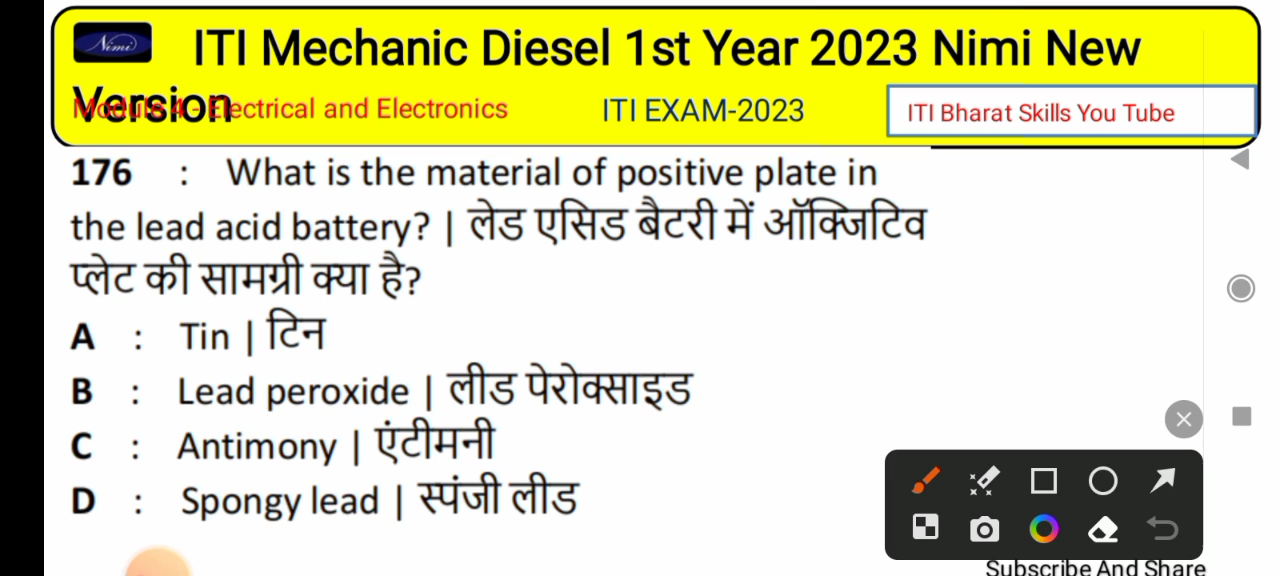 Nimi
ITI Mechanic Diesel 1st Year 2023 Nimi New
Version
Module 4 - Electrical and Electronics
ITI EXAM-2023
ITI Bharat Skills You Tube
176 : What is the material of positive plate in
the lead acid battery? | लेड एसिड बैटरी में ऑक्जिटिव
प्लेट की सामग्री क्या है?
A : Tin | टिन
B : Lead peroxide | लीड पेरोक्साइड
C : Antimony | एंटीमनी
D : Spongy lead | स्पंजी लीड
Subscribe And Share